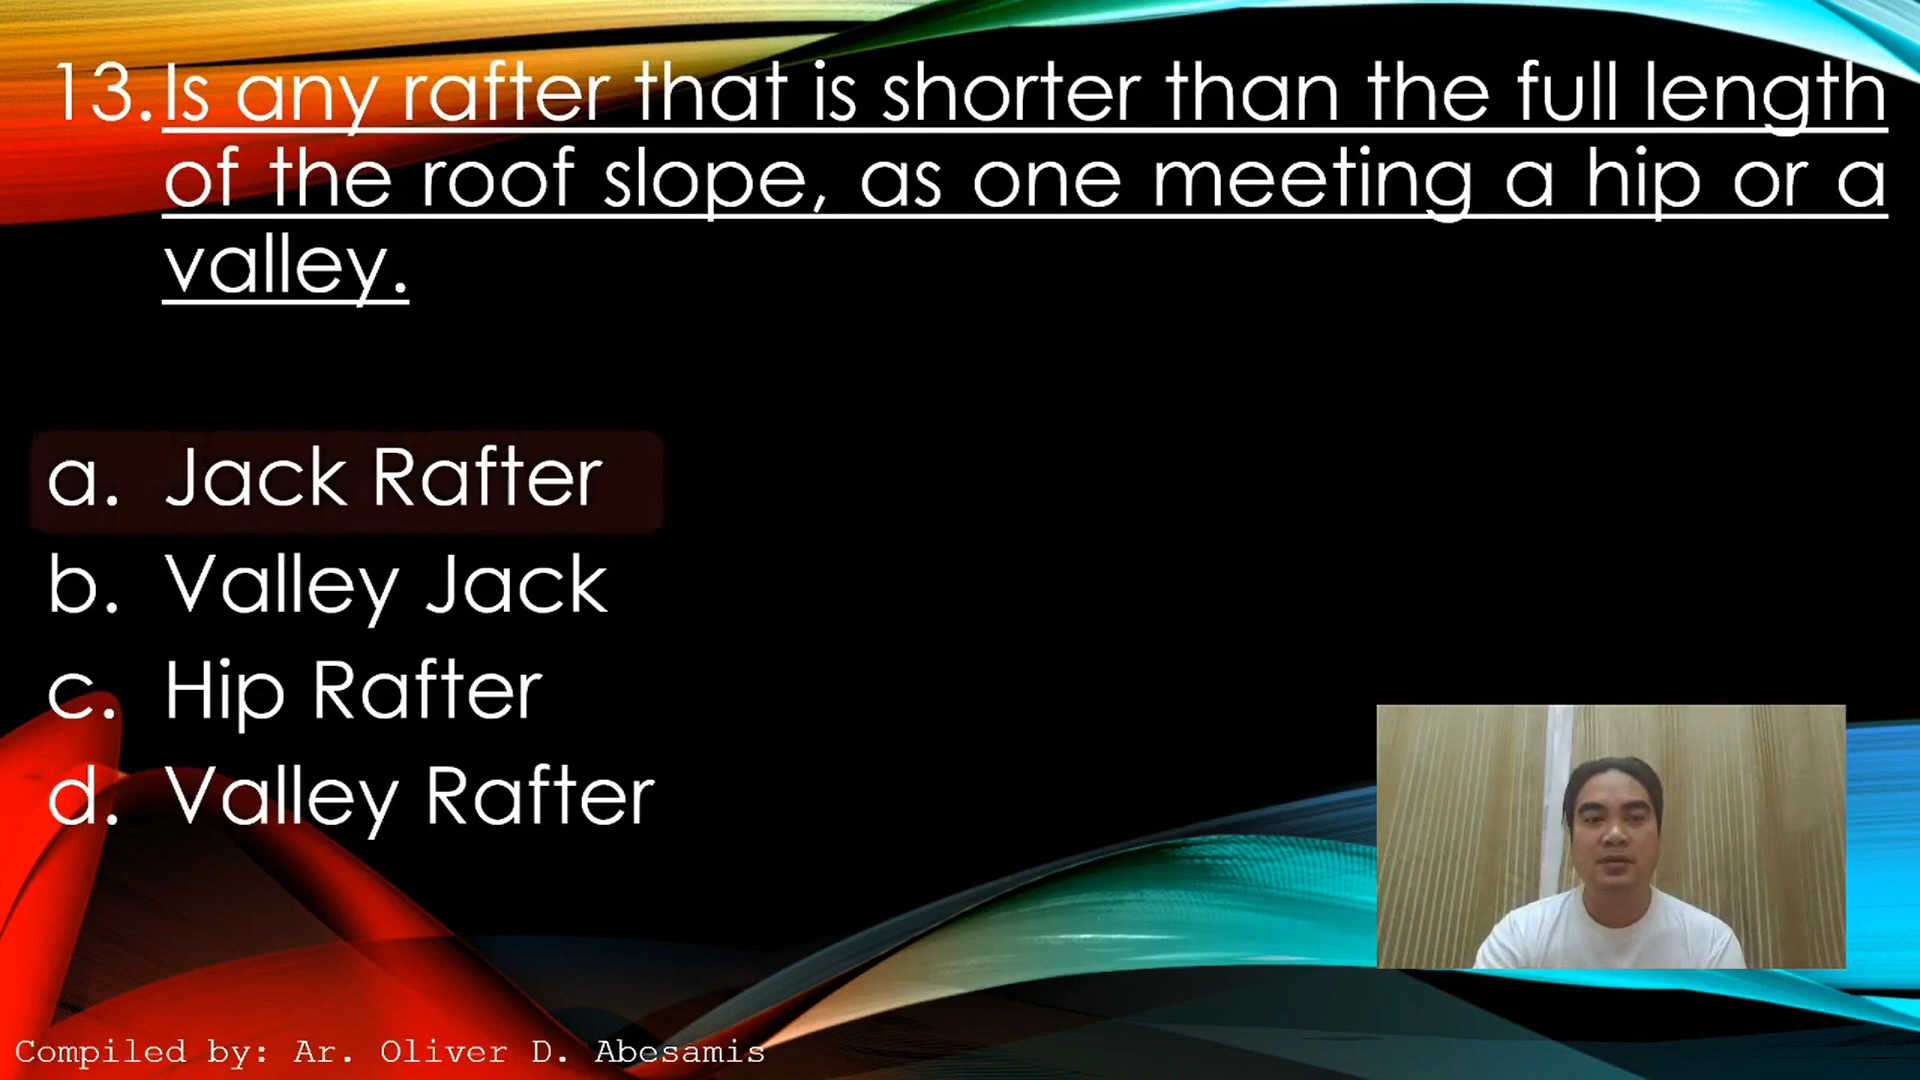 13. Is any rafter that is shorter than the full length
of the roof slope, as one meeting a hip or a
valley.
a. Jack Rafter
b. Valley Jack
c. Hip Rafter
d. Valley Rafter
Compiled by: Ar. Oliver D. Abesamis